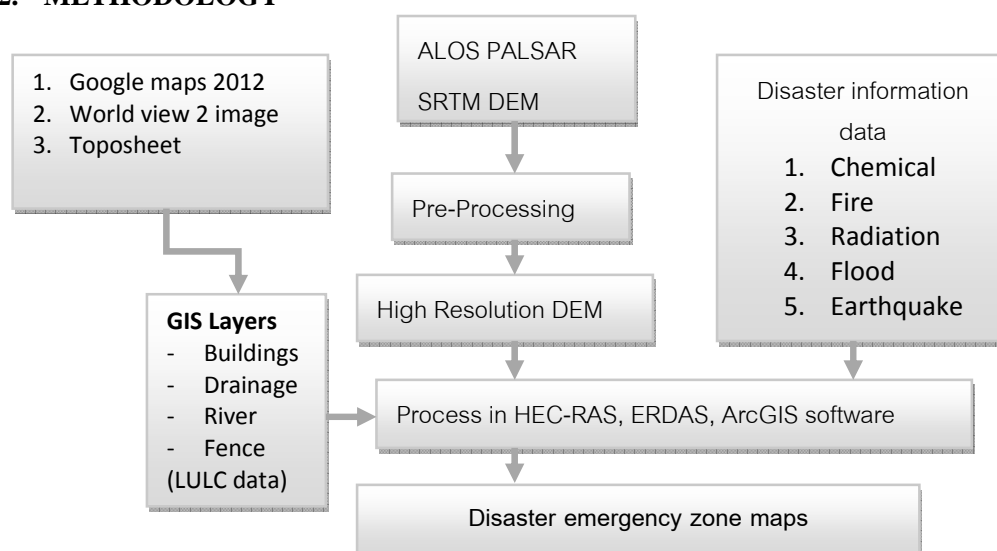 2. METHODOLOGY
1. Google maps 2012
2. World view 2 image
3. Toposheet
ALOS PALSAR
SRTM DEM
Disaster information
data
1. Chemical
2. Fire
3. Radiation
4. Flood
5. Earthquake
Pre-Processing
High Resolution DEM
GIS Layers
- Buildings
- Drainage
- River
- Fence
(LULC data)
Process in HEC-RAS, ERDAS, ArcGIS software
Disaster emergency zone maps